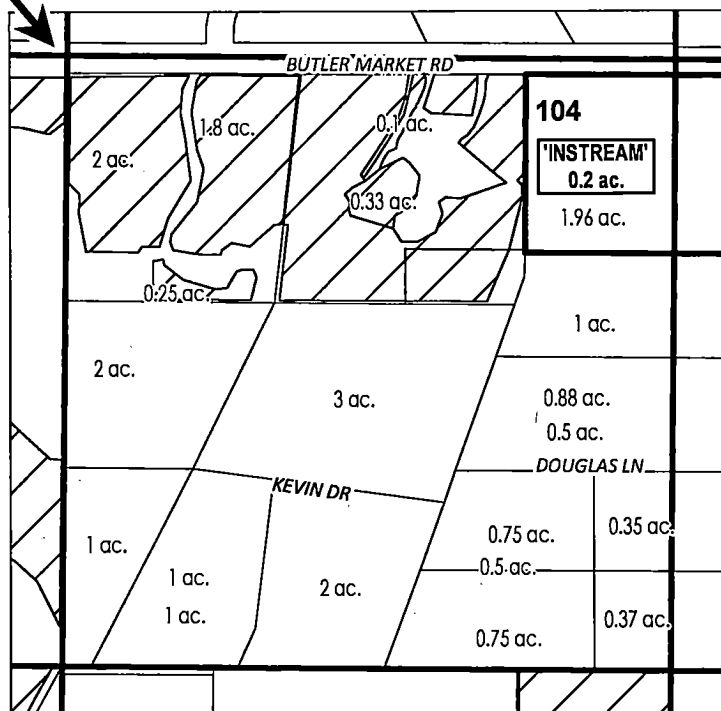 BUTLER MARKET RD
104
'INSTREAM'
0.2 ac.
1.96 ac.
1.8 ac.
0.1 ac.
2 ac.
0.33 ac.
0.25 ac.
1 ac.
2 ac.
3 ac.
0.88 ac.
0.5 ac.
DOUGLAS LN
KEVIN DR
0.75 ac.
0.35 ac.
1 ac.
0.5 ac.
1 ac.
2 ac.
1 ac.
0.37 ac.
0.75 ac.